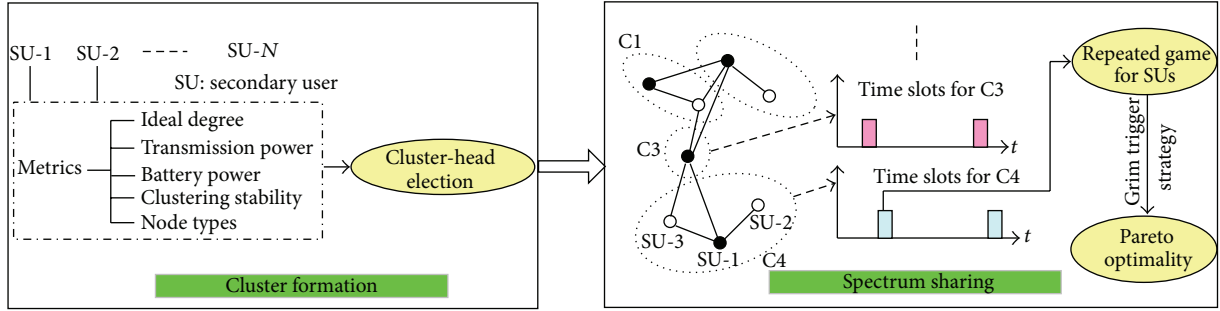 SU-1
SU-2
SU-N
SU: secondary user
Metrics
Ideal degree
Transmission power
Battery power
Clustering stability
Node types
Cluster-head
election
Cluster formation
C1
C3
SU-3
SU-2
SU-1
C4
Time slots for C3
t
Time slots for C4
t
Repeated game
for SUs
Grim trigger
strategy
Pareto
optimality
Spectrum sharing